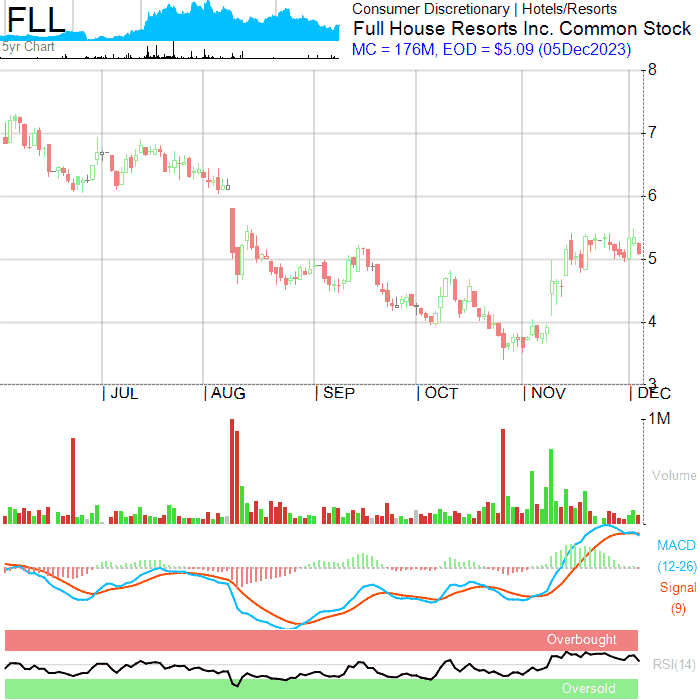 FLL
5yr Chart
Consumer Discretionary | Hotels/Resorts
Full House Resorts Inc. Common Stock
MC = 176M, EOD = $5.09 (05Dec2023)
8
7
6
5
4
3
JUL AUG SEP OCT NOV DEC
1M
Volume
MACD
(12-26)
Signal
(9)
Overbought
RSI(14)
Oversold